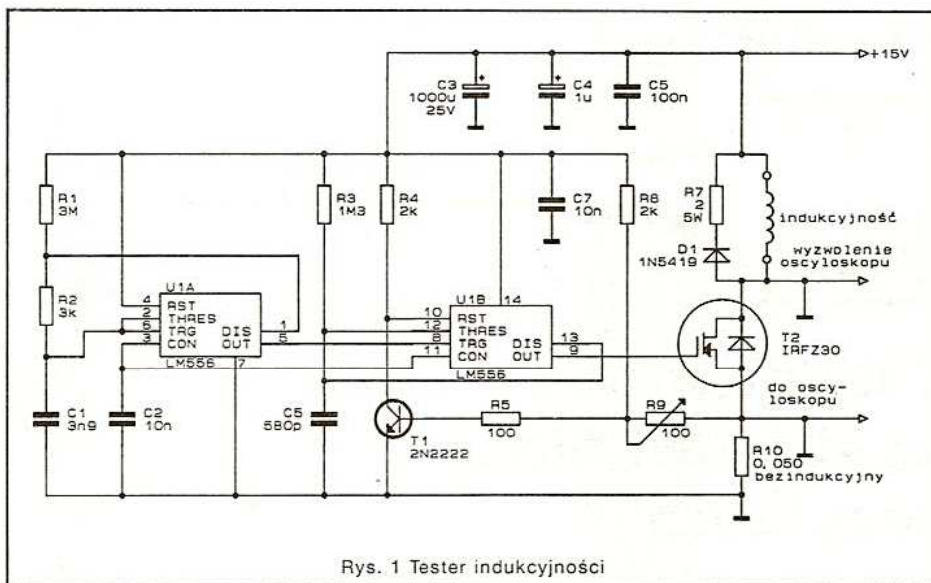 +15V
C3
1000u
25V
C4
1u
C5
100n
R1
3M
R3
1M3
R4
2k
C7
10n
R6
2k
R7
2
5W
indukcyjność
D1
1N5419
wyzwolenie
oscyloskopu
R2
3k
U1A
4 RST
2 THRES
6 TRG DIS 1
3 CON OUT 5
LM556 7
U1B 14
10 RST
12 THRES
8 TRG DIS 13
11 CON OUT 9
LM556
T2
IRFZ30
do oscy-
loskopu
C1
3n9
C2
10n
C5
580p
T1
2N2222
R5
100
R9
100
R10
0,050
bezindukcyjny
Rys. 1 Tester indukcyjności